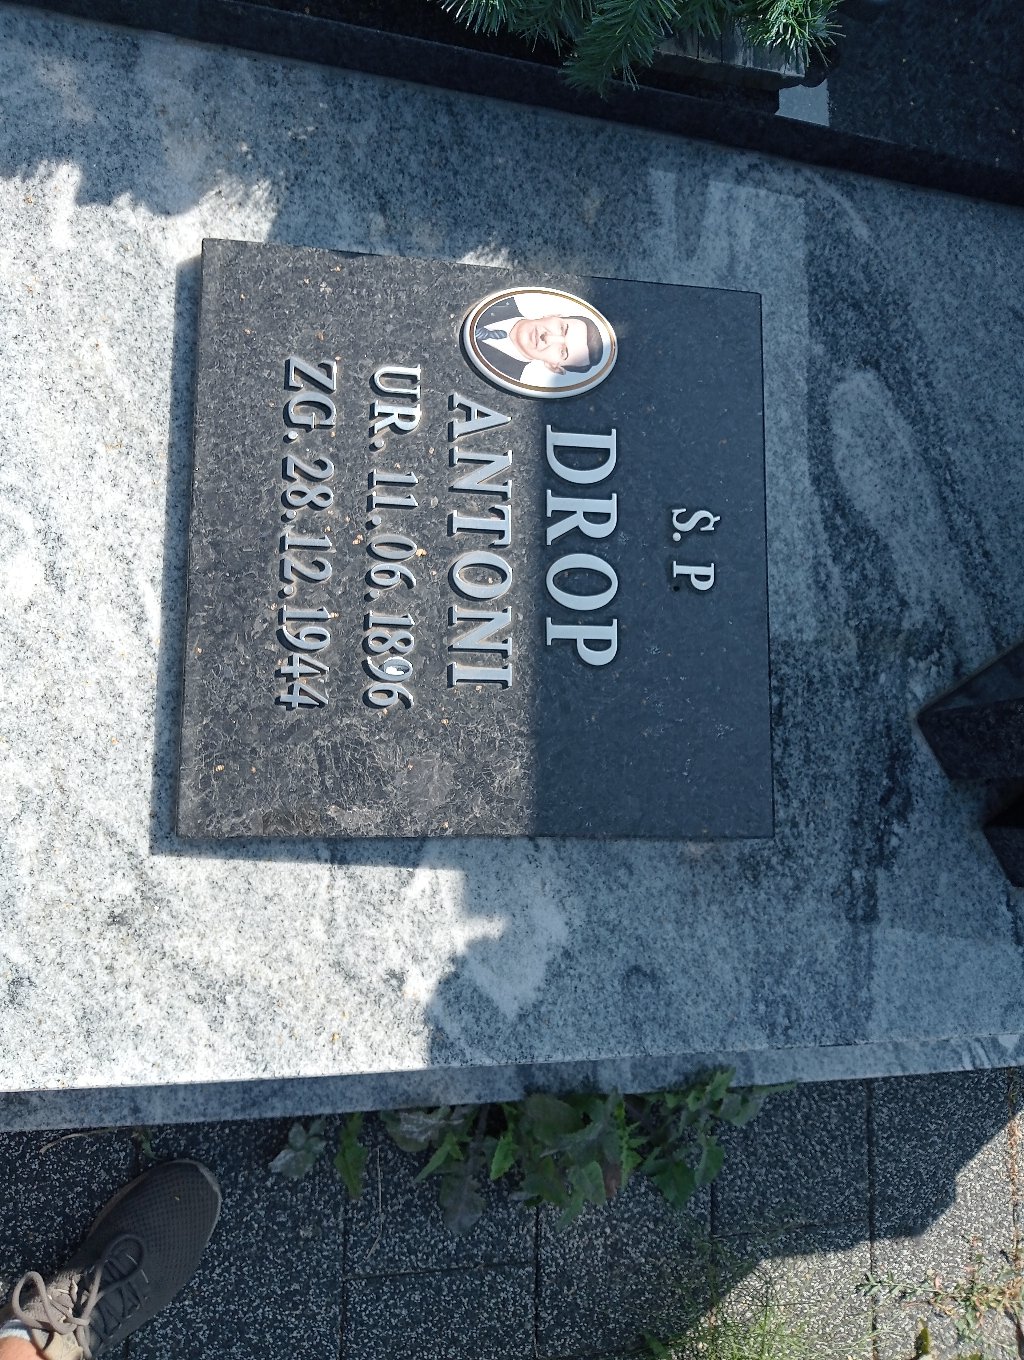 Ś. P.
DROP
ANTONI
UR. 11.06.1896
ZG. 28.12.1944